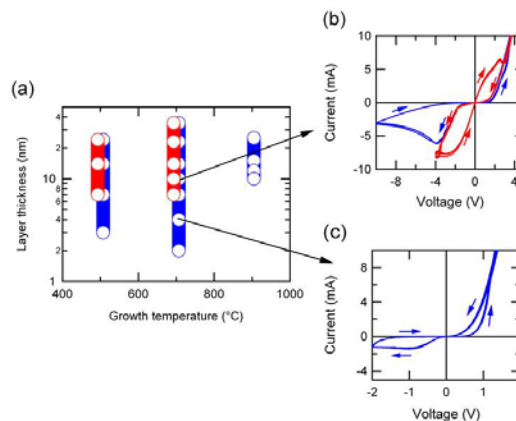 (a)
Layer thickness (nm)
4
2
10
8
6
4
2
1
400 600 800 1000
Growth temperature (°C)
(b)
Current (mA)
10
5
0
-5
-10
-8 -4 0 4
Voltage (V)
(c)
Current (mA)
8
4
0
-4
-2 -1 0 1
Voltage (V)